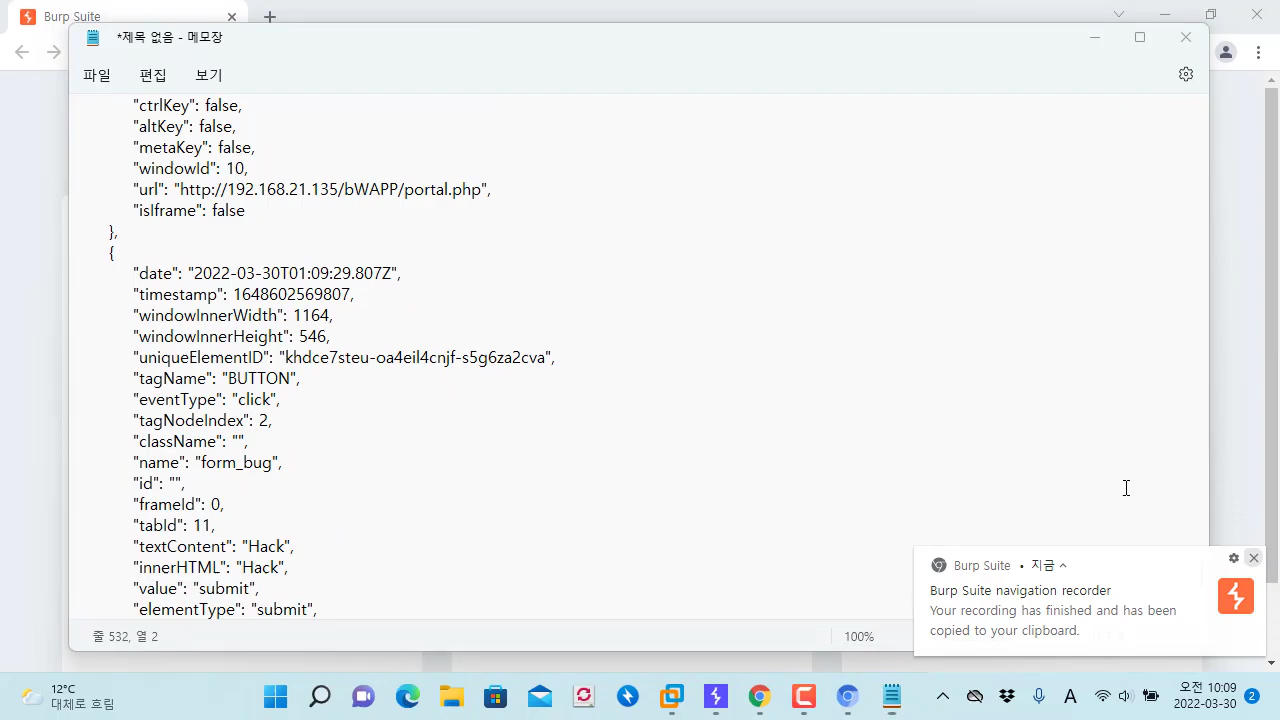 Burp Suite
*제목 없음 - 메모장
파일 편집 보기
"ctrlKey": false,
"altKey": false,
"metaKey": false,
"windowId": 10,
"url": "http://192.168.21.135/bWAPP/portal.php",
"isIframe": false
},
{
"date": "2022-03-30T01:09:29.807Z",
"timestamp": 1648602569807,
"windowInnerWidth": 1164,
"windowInnerHeight": 546,
"uniqueElementID": "khdce7steu-oa4eil4cnjf-s5g6za2cva",
"tagName": "BUTTON",
"eventType": "click",
"tagNodeIndex": 2,
"className": "",
"name": "form_bug",
"id": "",
"frameId": 0,
"tabId": 11,
"textContent": "Hack",
"innerHTML": "Hack",
"value": "submit",
"elementType": "submit",
줄 532, 열 2 100%
Burp Suite • 지금
Burp Suite navigation recorder
Your recording has finished and has been
copied to your clipboard.
12°C
대체로 흐림
A
오전 10:09
2022-03-30
2